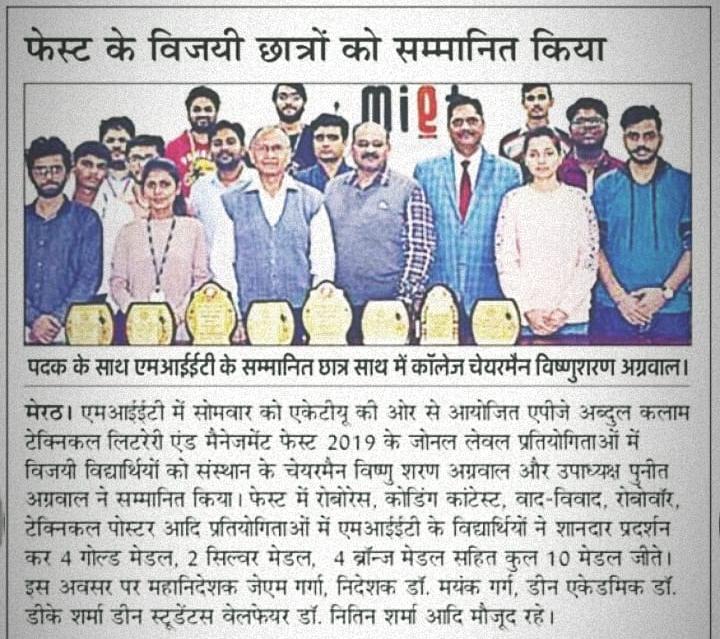 फेस्ट के विजयी छात्रों को सम्मानित किया
miet
पदक के साथ एमआईईटी के सम्मानित छात्र साथ में कॉलेज चेयरमैन विष्णुशरण अग्रवाल।
मेरठ। एमआईईटी में सोमवार को एकेटीयू की ओर से आयोजित एपीजे अब्दुल कलाम
टेक्निकल लिटरेरी एंड मैनेजमेंट फेस्ट 2019 के जोनल लेवल प्रतियोगिताओं में
विजयी विद्यार्थियों को संस्थान के चेयरमैन विष्णु शरण अग्रवाल और उपाध्यक्ष पुनीत
अग्रवाल ने सम्मानित किया। फेस्ट में रोबोरेस, कोडिंग कांटेस्ट, वाद-विवाद, रोबोवॉर,
टेक्निकल पोस्टर आदि प्रतियोगिताओं में एमआईईटी के विद्यार्थियों ने शानदार प्रदर्शन
कर 4 गोल्ड मेडल, 2 सिल्वर मेडल, 4 ब्रॉन्ज मेडल सहित कुल 10 मेडल जीते।
इस अवसर पर महानिदेशक जेएम गर्गा, निदेशक डॉ. मयंक गर्ग, डीन एकेडमिक डॉ.
डीके शर्मा डीन स्टूडेंटस वेलफेयर डॉ. नितिन शर्मा आदि मौजूद रहे।